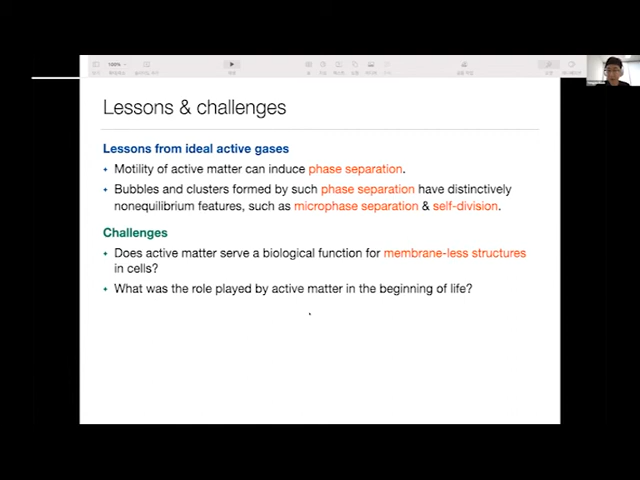 100%
Lessons & challenges
Lessons from ideal active gases
Motility of active matter can induce phase separation.
Bubbles and clusters formed by such phase separation have distinctively
nonequilibrium features, such as microphase separation & self-division.
Challenges
Does active matter serve a biological function for membrane-less structures
in cells?
What was the role played by active matter in the beginning of life?